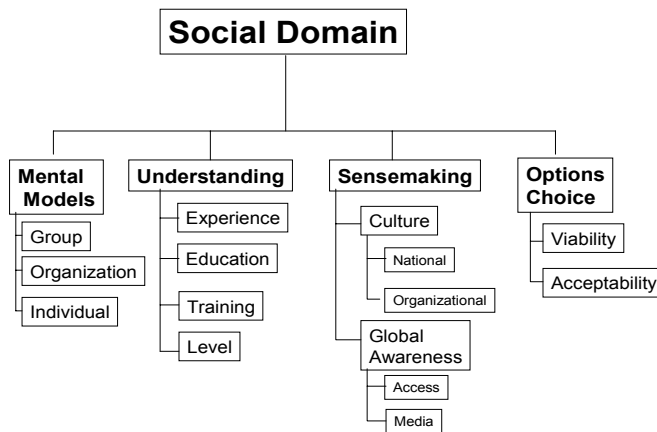 Social Domain
Mental
Models
Group
Organization
Individual
Understanding
Experience
Education
Training
Level
Sensemaking
Culture
National
Organizational
Global
Awareness
Access
Media
Options
Choice
Viability
Acceptability